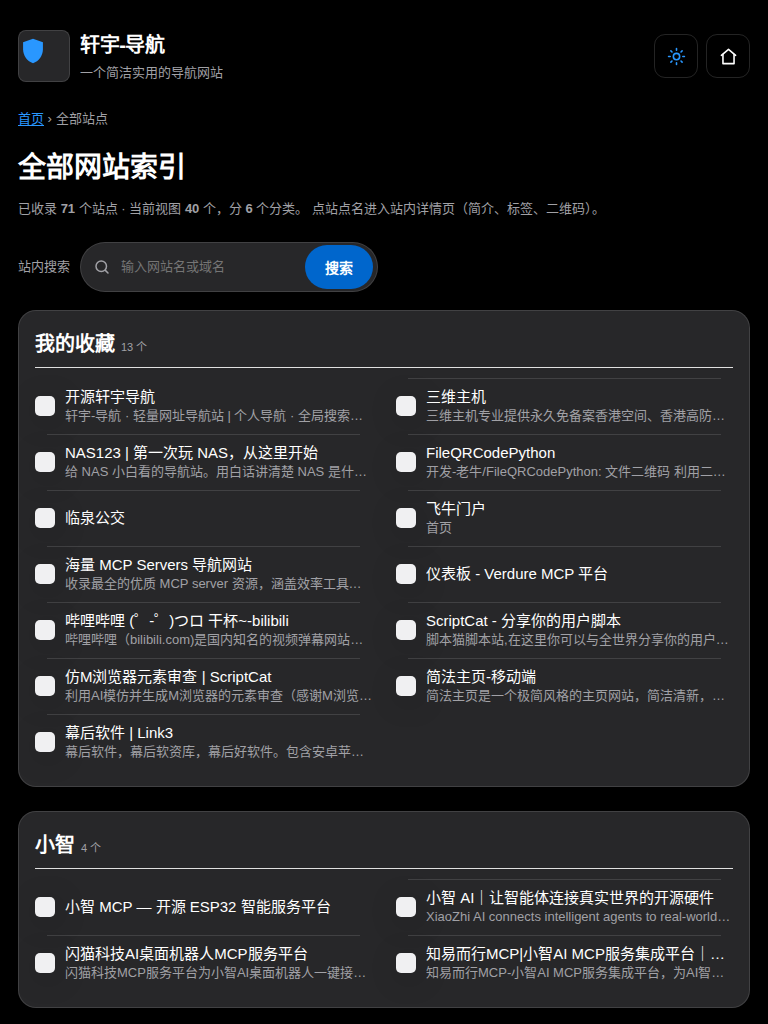 轩宇-导航
一个简洁实用的导航网站
首页 › 全部站点
全部网站索引
已收录 71 个站点 · 当前视图 40 个，分 6 个分类。 点站点名进入站内详情页（简介、标签、二维码）。
站内搜索
输入网站名或域名
搜索
我的收藏 13 个
开源轩宇导航
轩宇-导航 · 轻量网址导航站 | 个人导航 · 全局搜索…
三维主机
三维主机专业提供永久免备案香港空间、香港高防…
NAS123 | 第一次玩 NAS，从这里开始
给 NAS 小白看的导航站。用白话讲清楚 NAS 是什…
FileQRCodePython
开发-老牛/FileQRCodePython: 文件二维码 利用二…
临泉公交
飞牛门户
首页
海量 MCP Servers 导航网站
收录最全的优质 MCP server 资源，涵盖效率工具…
仪表板 - Verdure MCP 平台
哔哩哔哩 (゜-゜)つロ 干杯~-bilibili
哔哩哔哩（bilibili.com)是国内知名的视频弹幕网站…
ScriptCat - 分享你的用户脚本
脚本猫脚本站,在这里你可以与全世界分享你的用户…
仿M浏览器元素审查 | ScriptCat
利用AI模仿并生成M浏览器的元素审查（感谢M浏览…
简法主页-移动端
简法主页是一个极简风格的主页网站，简洁清新，…
幕后软件 | Link3
幕后软件，幕后软资库，幕后好软件。包含安卓苹…
小智 4 个
小智 MCP — 开源 ESP32 智能服务平台
小智 AI｜让智能体连接真实世界的开源硬件
XiaoZhi AI connects intelligent agents to real-world…
闪猫科技AI桌面机器人MCP服务平台
闪猫科技MCP服务平台为小智AI桌面机器人一键接…
知易而行MCP|小智AI MCP服务集成平台｜…
知易而行MCP-小智AI MCP服务集成平台，为AI智…